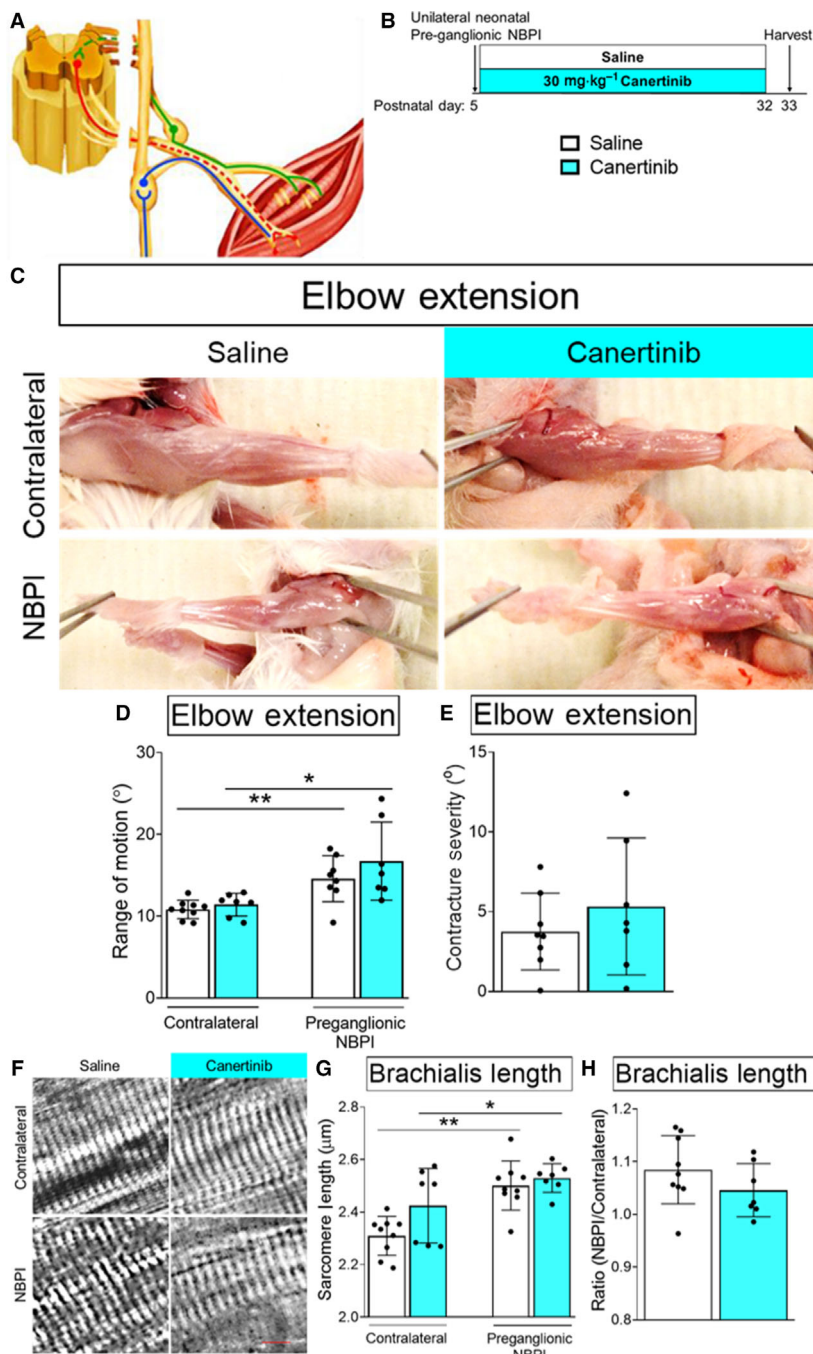 A
B
Unilateral neonatal
Pre-ganglionic NBPI
Harvest
Saline
30 mg·kg⁻¹ Canertinib
Postnatal day: 5
32 33
Saline
Canertinib
C
Elbow extension
Saline
Canertinib
Contralateral
NBPI
D
Elbow extension
Range of motion (°)
30
20
10
0
**
*
Contralateral
Preganglionic
NBPI
E
Elbow extension
Contracture severity (º)
15
10
5
0
F
Saline
Canertinib
Contralateral
NBPI
G
Brachialis length
Sarcomere length (μm)
2.8
2.6
2.4
2.2
2.0
**
*
Contralateral
Preganglionic
NBPI
H
Brachialis length
Ratio (NBPI/Contralateral)
1.2
1.1
1.0
0.9
0.8